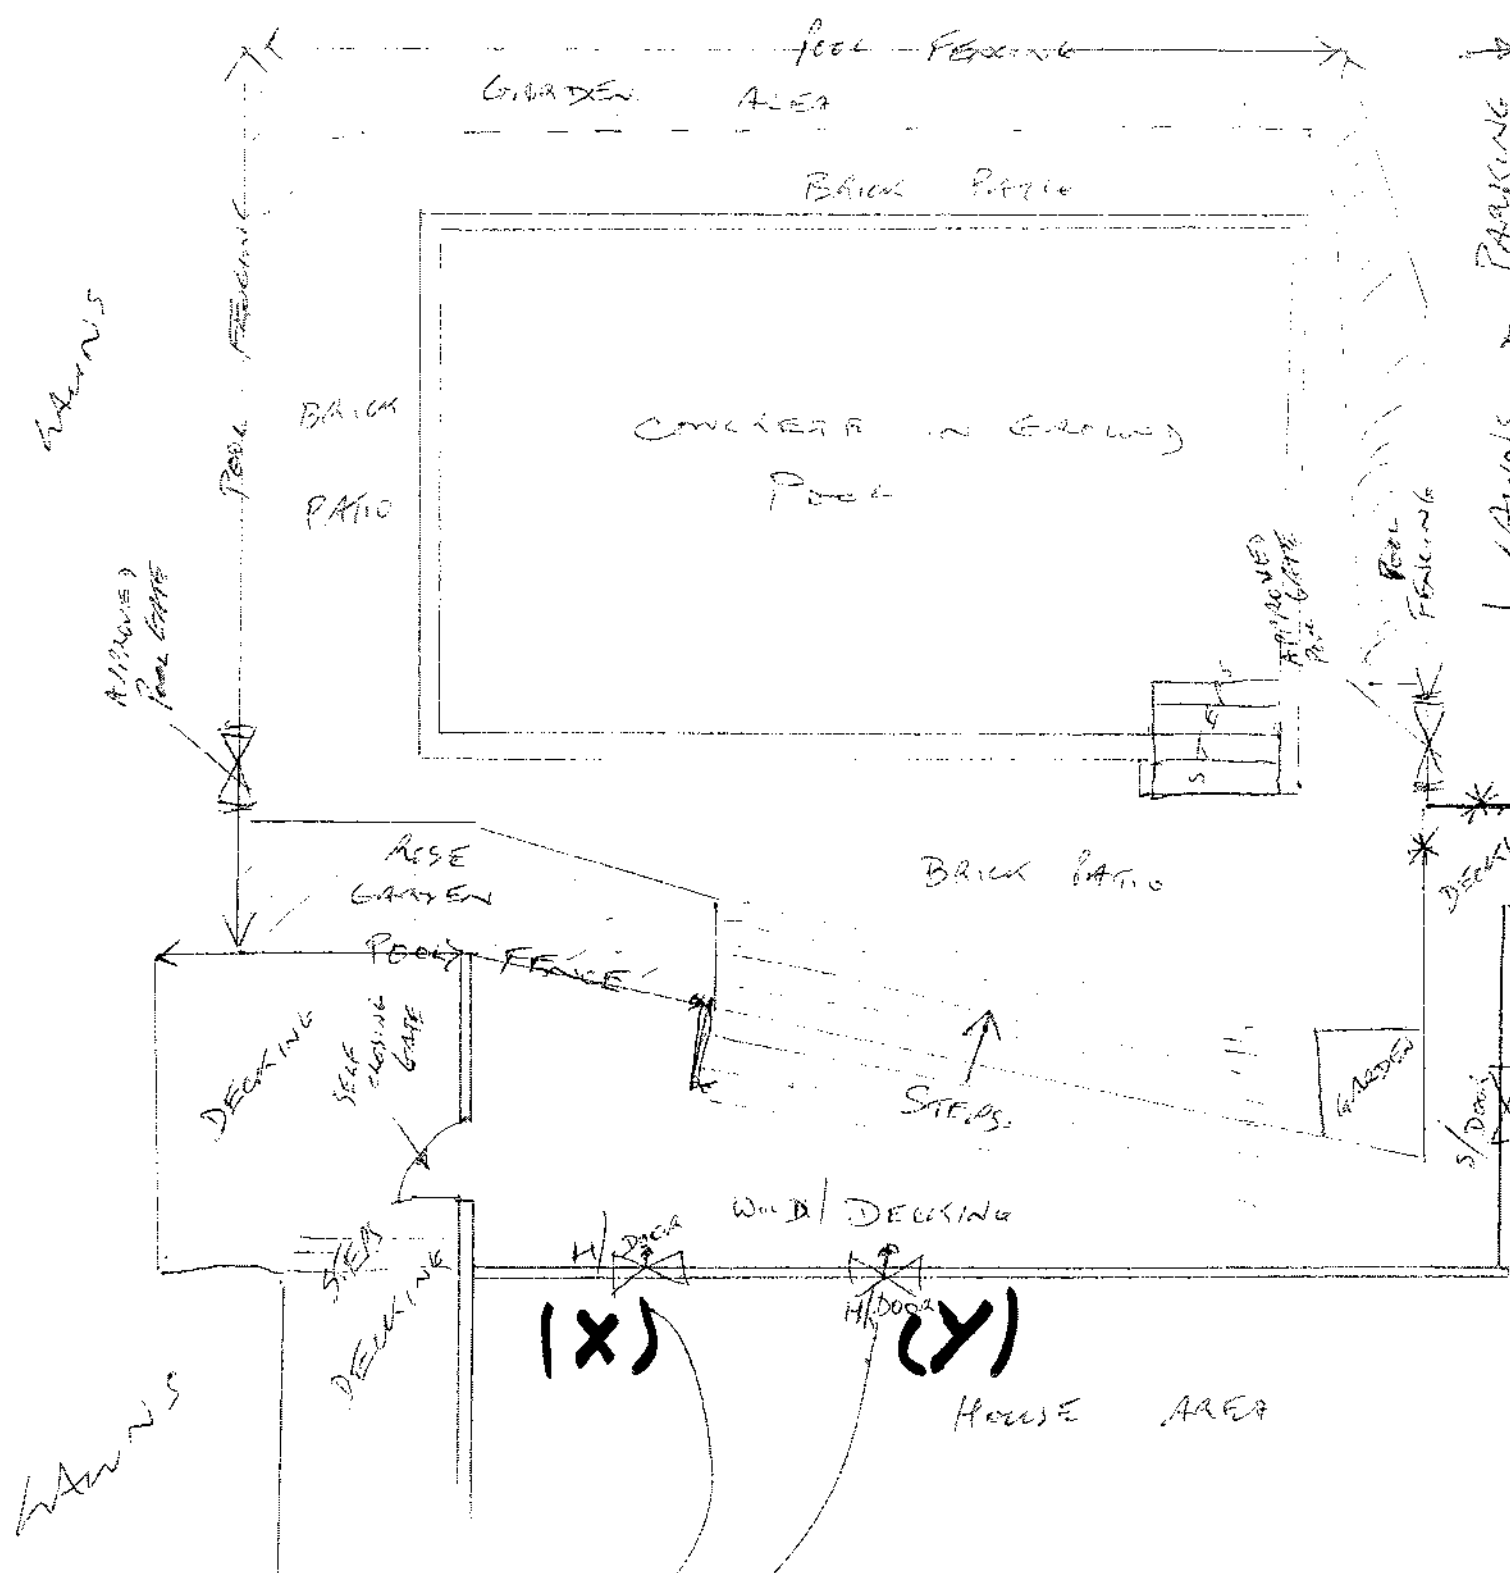 POOL FENCING
GARDEN AREA
BRICK PATIO
PARKING
POOL FENCING
LAWNS
BRICK
PATIO
CONCRETE IN GROUND
POOL
APPROVED
POOL GATE
APPROVED
POOL GATE
POOL
FENCING
STEPS
ROSE
GARDEN
BRICK PATIO
POOL FENCE
DECKING
SELF
CLOSING
GATE
STEPS.
GARDEN
S/DOOR
WOOD/DECKING
H/DOOR
H/DOOR
STEPS
DECKING
(X)
(Y)
HOUSE AREA
LAWNS